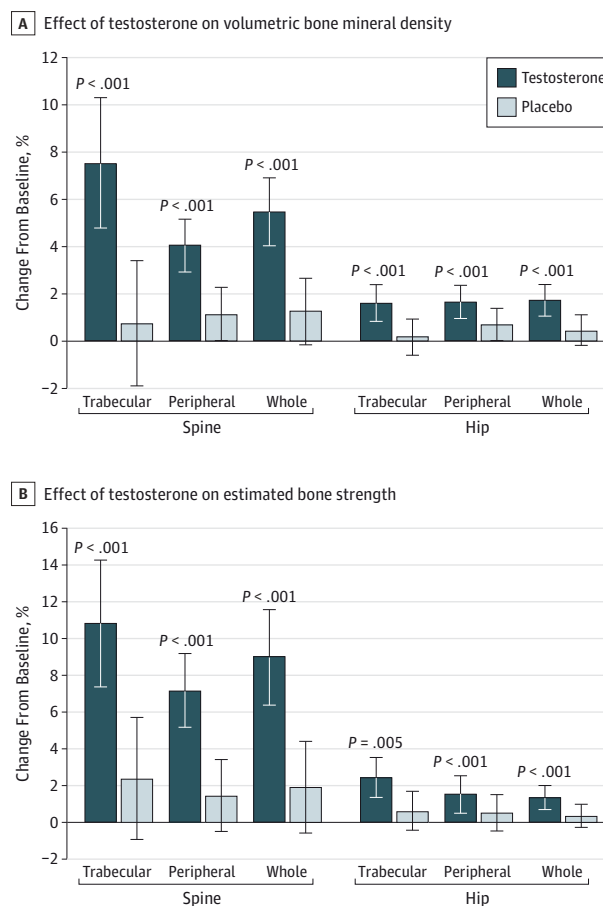 A Effect of testosterone on volumetric bone mineral density
12
10
8
6
4
2
0
−2
Change From Baseline, %
Testosterone
Placebo
P < .001
P < .001
P < .001
P < .001
P < .001
P < .001
Trabecular Peripheral Whole Trabecular Peripheral Whole
Spine Hip
B Effect of testosterone on estimated bone strength
16
14
12
10
8
6
4
2
0
−2
Change From Baseline, %
P < .001
P < .001
P < .001
P = .005
P < .001
P < .001
Trabecular Peripheral Whole Trabecular Peripheral Whole
Spine Hip